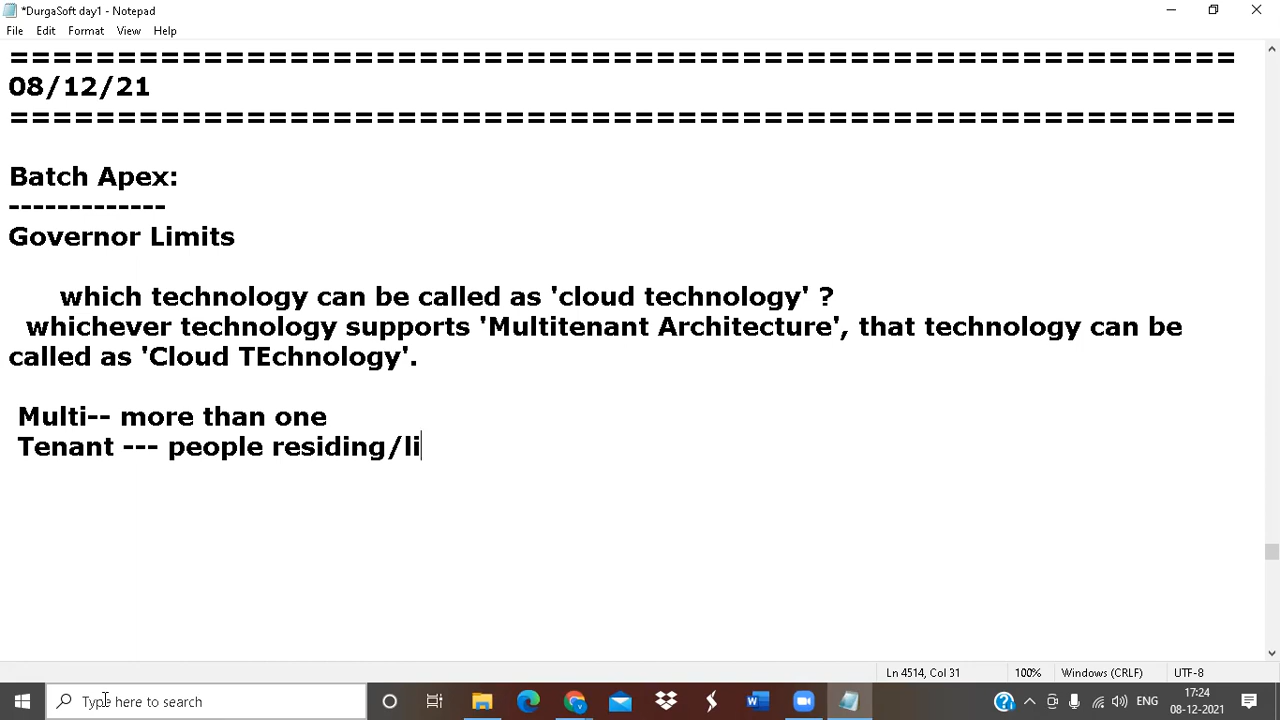 *DurgaSoft day1 - Notepad
File Edit Format View Help
=========================================================
08/12/21
=========================================================
Batch Apex:
-------------
Governor Limits
which technology can be called as 'cloud technology' ?
whichever technology supports 'Multitenant Architecture', that technology can be
called as 'Cloud TEchnology'.
Multi-- more than one
Tenant --- people residing/li
Ln 4514, Col 31 100% Windows (CRLF) UTF-8
Type here to search
ENG
17:24
08-12-2021